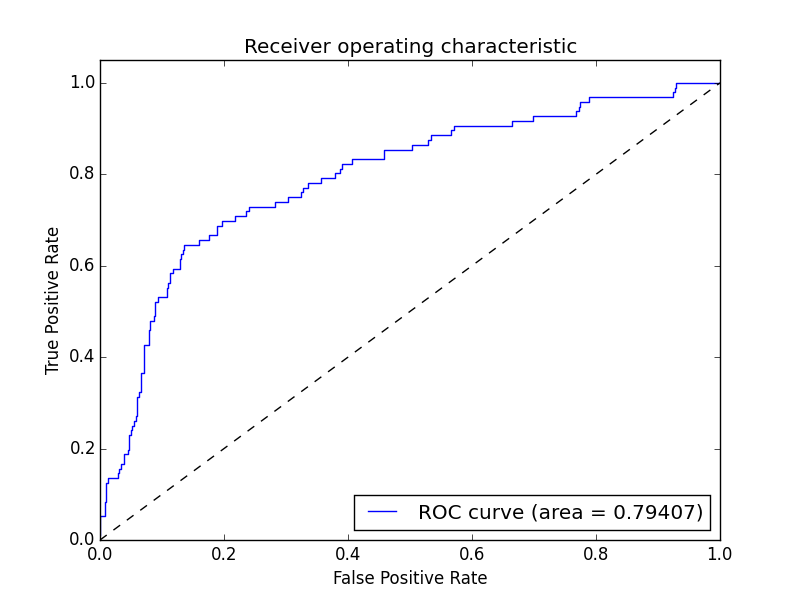 Receiver operating characteristic
1.0
0.8
0.6
0.4
0.2
0.0
True Positive Rate
ROC curve (area = 0.79407)
0.0 0.2 0.4 0.6 0.8 1.0
False Positive Rate